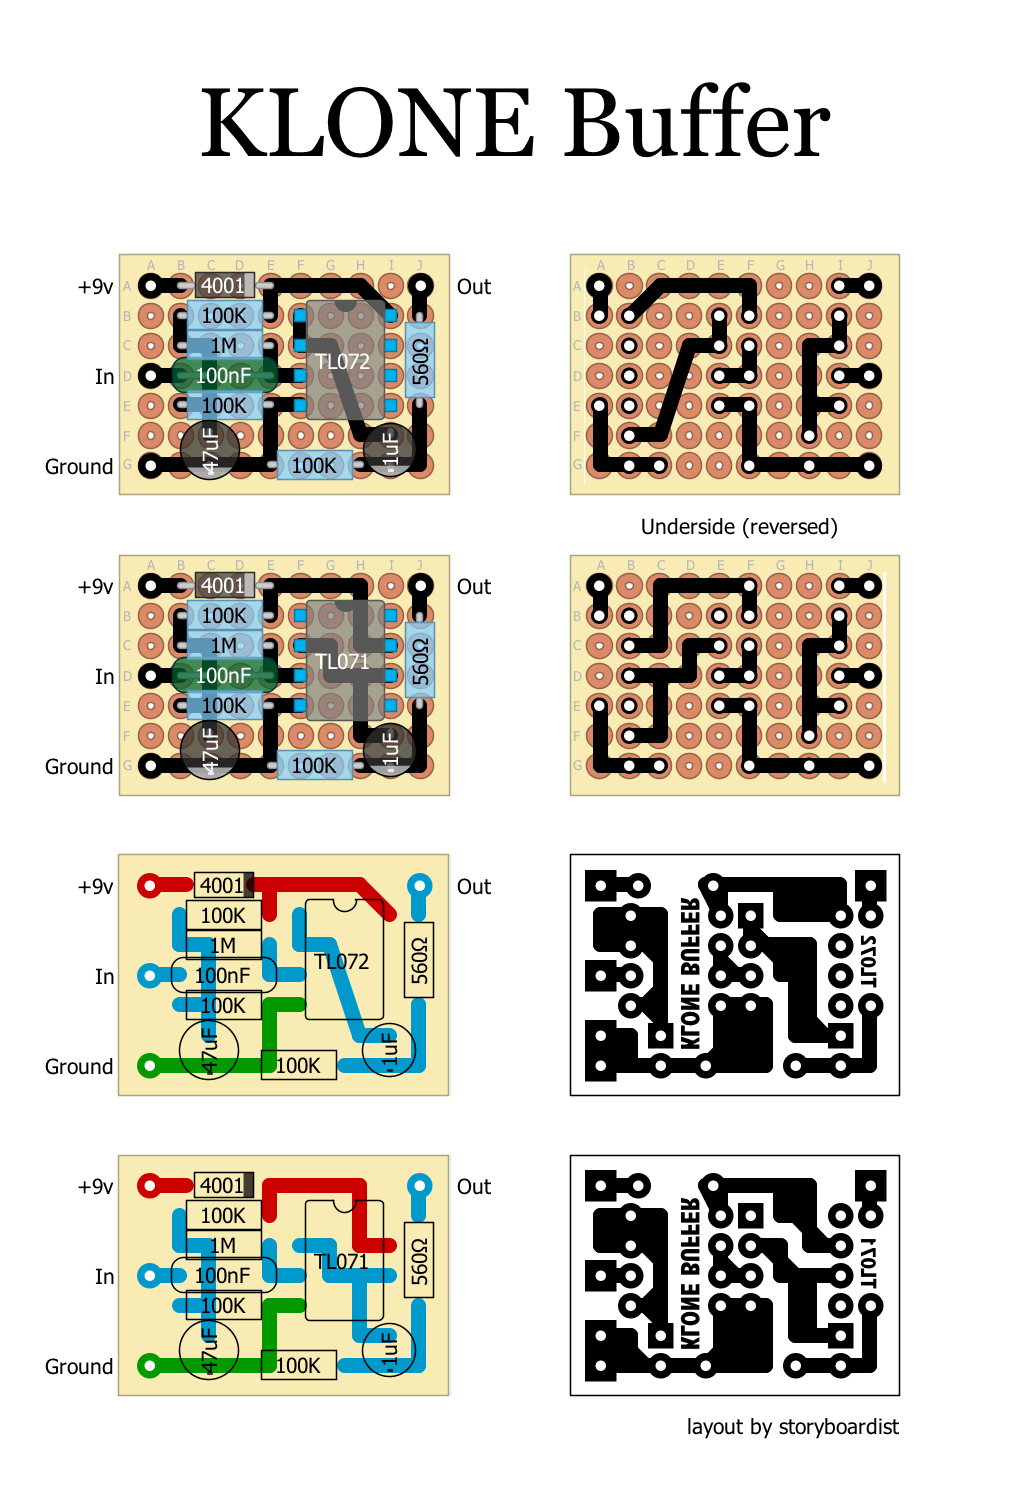 KLONE Buffer
A B C D E F G H I J
A B C D E F G H I J
+9v
A
4001
Out
A
B
100K
B
C
1M
TL072
560Ω
C
In
D
100nF
D
E
100K
E
F
47uF
1uF
F
Ground
G
100K
G
Underside (reversed)
A B C D E F G H I J
A B C D E F G H I J
+9v
A
4001
Out
A
B
100K
B
C
1M
TL071
560Ω
C
In
D
100nF
D
E
100K
E
F
47uF
1uF
F
Ground
G
100K
G
+9v
4001
Out
100K
1M
TL072
560Ω
In
100nF
100K
47uF
1uF
Ground
100K
KLONE BUFFER
TL072
+9v
4001
Out
100K
1M
TL071
560Ω
In
100nF
100K
47uF
1uF
Ground
100K
KLONE BUFFER
TL071
layout by storyboardist